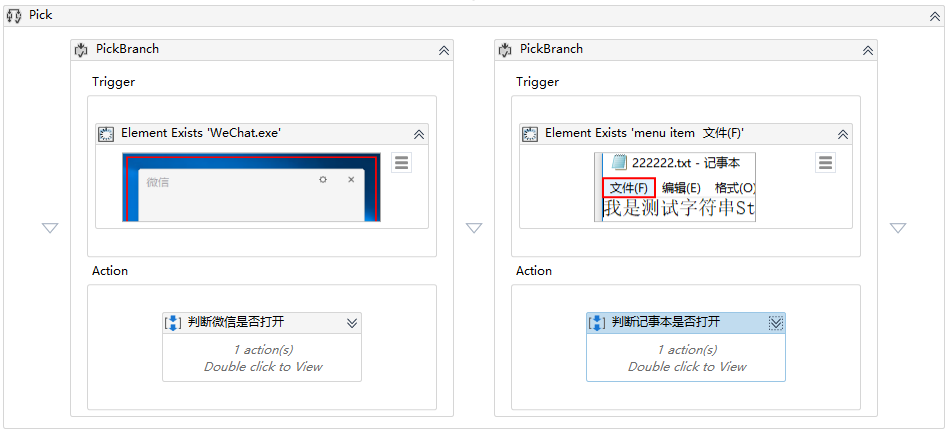 Pick
PickBranch
Trigger
Element Exists 'WeChat.exe'
微信
Action
判断微信是否打开
1 action(s)
Double click to View
PickBranch
Trigger
Element Exists 'menu item  文件(F)'
222222.txt - 记事本
文件(F) 编辑(E) 格式(O)
我是测试字符串St
Action
判断记事本是否打开
1 action(s)
Double click to View